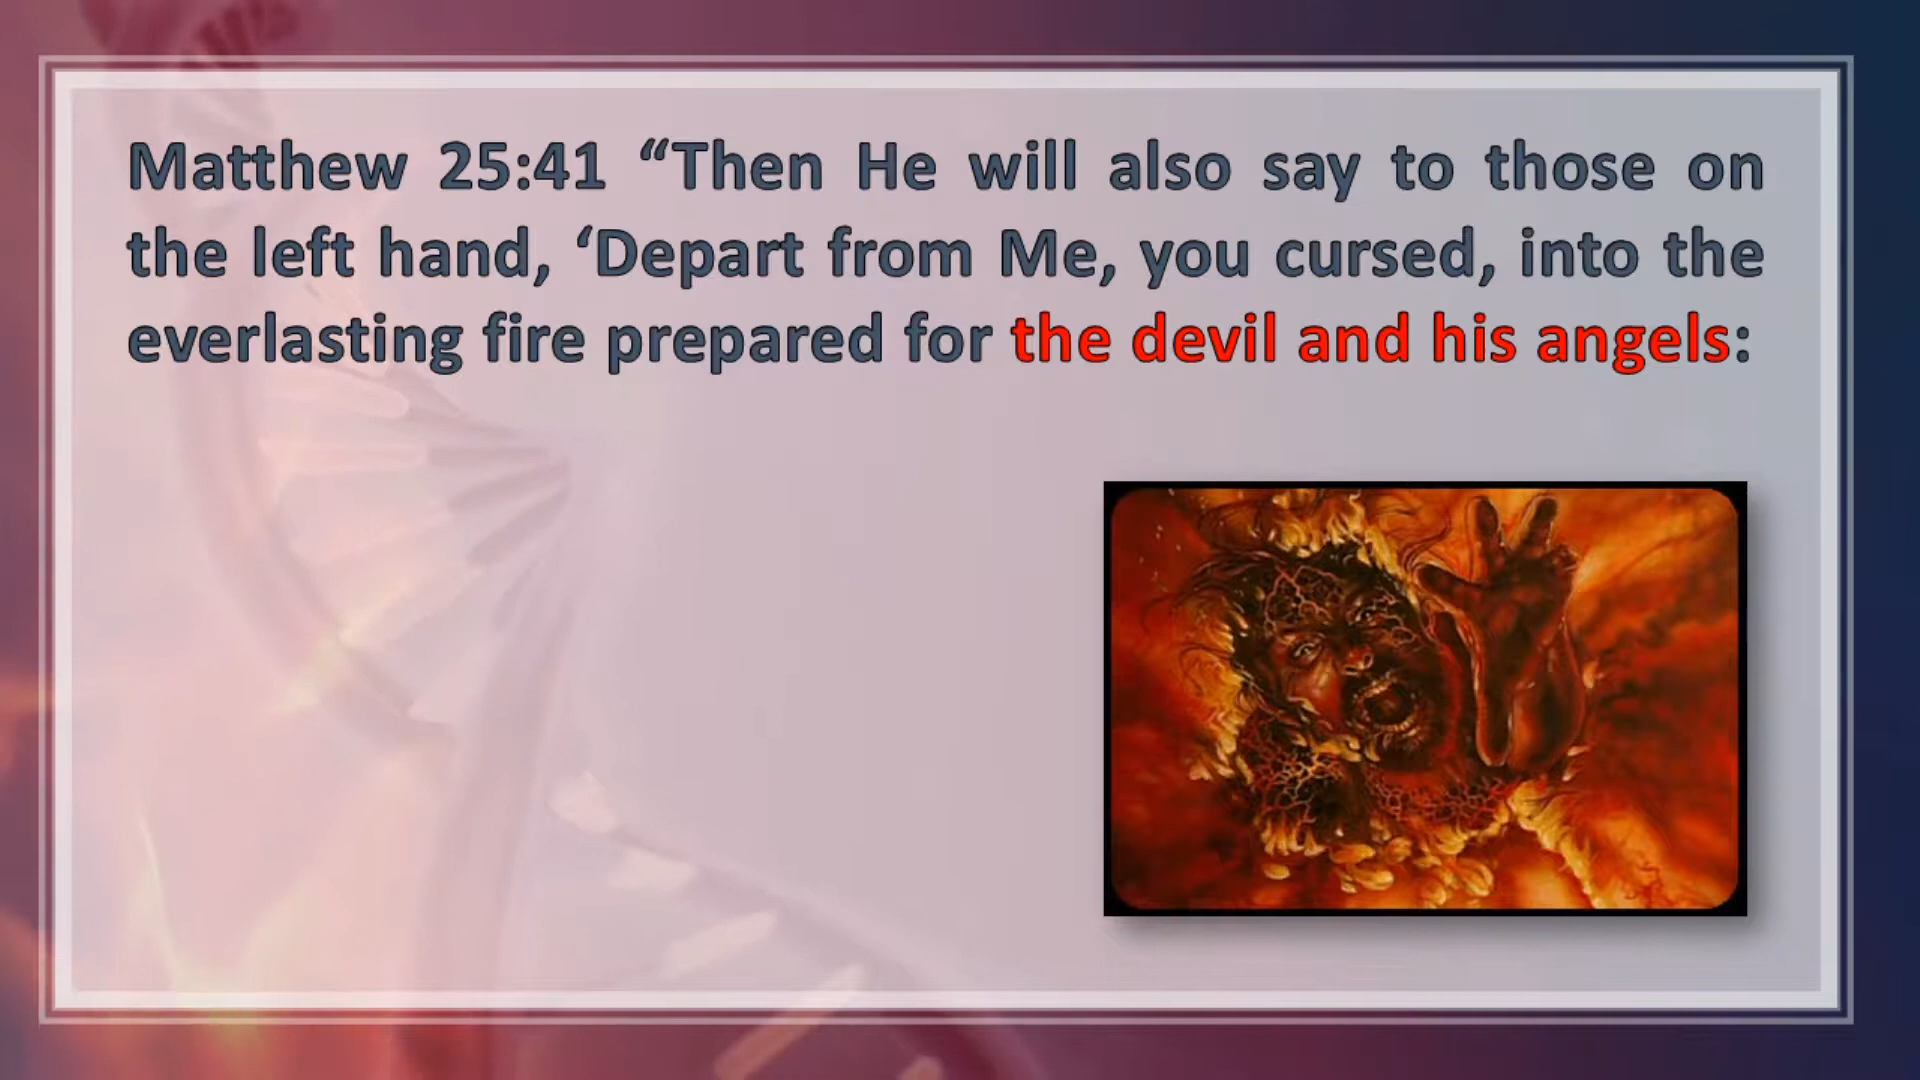 Matthew 25:41 “Then He will also say to those on
the left hand, ‘Depart from Me, you cursed, into the
everlasting fire prepared for the devil and his angels: